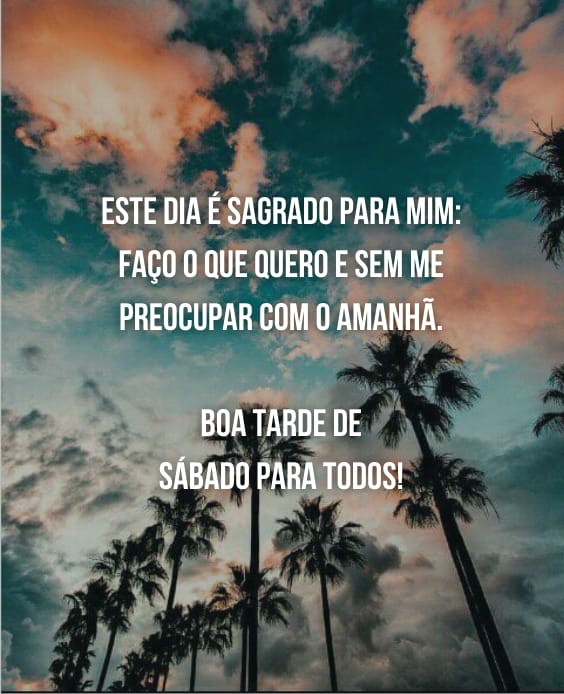 ESTE DIA É SAGRADO PARA MIM:
FAÇO O QUE QUERO E SEM ME
PREOCUPAR COM O AMANHÃ.
BOA TARDE DE
SÁBADO PARA TODOS!